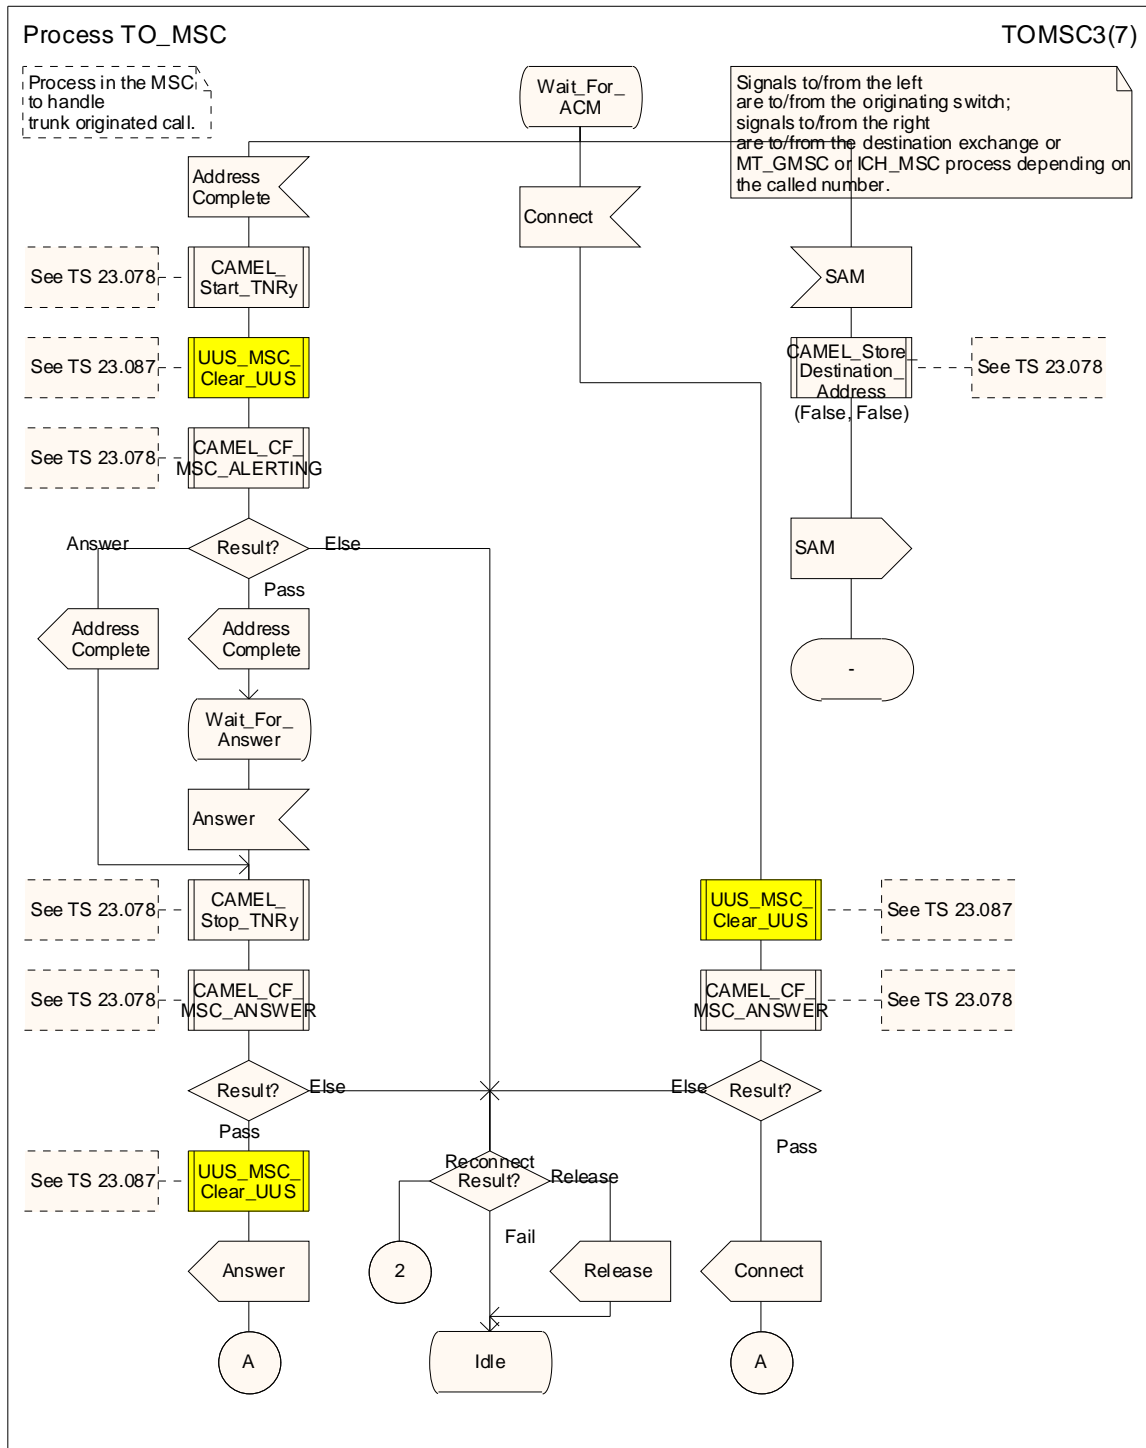 Process TO_MSC
TOMSC3(7)
Process in the MSC
to handle
trunk originated call.
Wait_For_
ACM
Signals to/from the left
are to/from the originating switch;
signals to/from the right
are to/from the destination exchange or
MT_GMSC or ICH_MSC process depending on
the called number.
Address
Complete
Connect
See TS 23.078
CAMEL_
Start_TNRy
SAM
See TS 23.087
UUS_MSC_
Clear_UUS
CAMEL_Store_
Destination_
Address
(False, False)
See TS 23.078
See TS 23.078
CAMEL_CF_
MSC_ALERTING
Answer
Result?
Else
Pass
SAM
Address
Complete
Address
Complete
-
Wait_For_
Answer
Answer
See TS 23.078
CAMEL_
Stop_TNRy
UUS_MSC_
Clear_UUS
See TS 23.087
See TS 23.078
CAMEL_CF_
MSC_ANSWER
CAMEL_CF_
MSC_ANSWER
See TS 23.078
Result?
Else
Else
Result?
Pass
Pass
See TS 23.087
UUS_MSC_
Clear_UUS
Reconnect
Result?
Release
Fail
Answer
2
Release
Connect
A
Idle
A